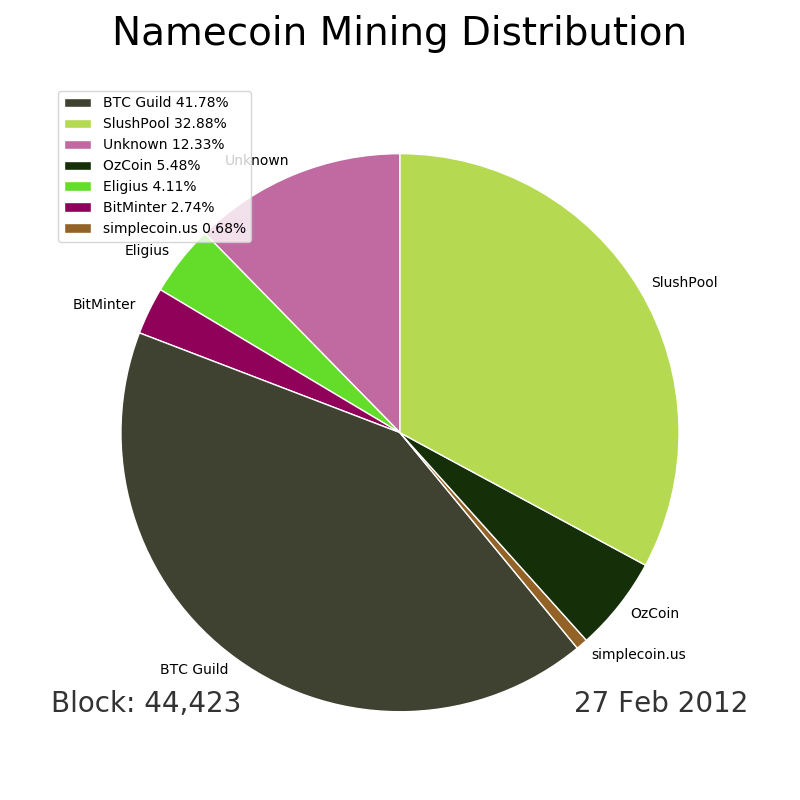 Namecoin Mining Distribution
BTC Guild 41.78%
SlushPool 32.88%
Unknown 12.33%
OzCoin 5.48%
Eligius 4.11%
BitMinter 2.74%
simplecoin.us 0.68%
Unknown
Eligius
SlushPool
BitMinter
OzCoin
simplecoin.us
BTC Guild
Block: 44,423
27 Feb 2012